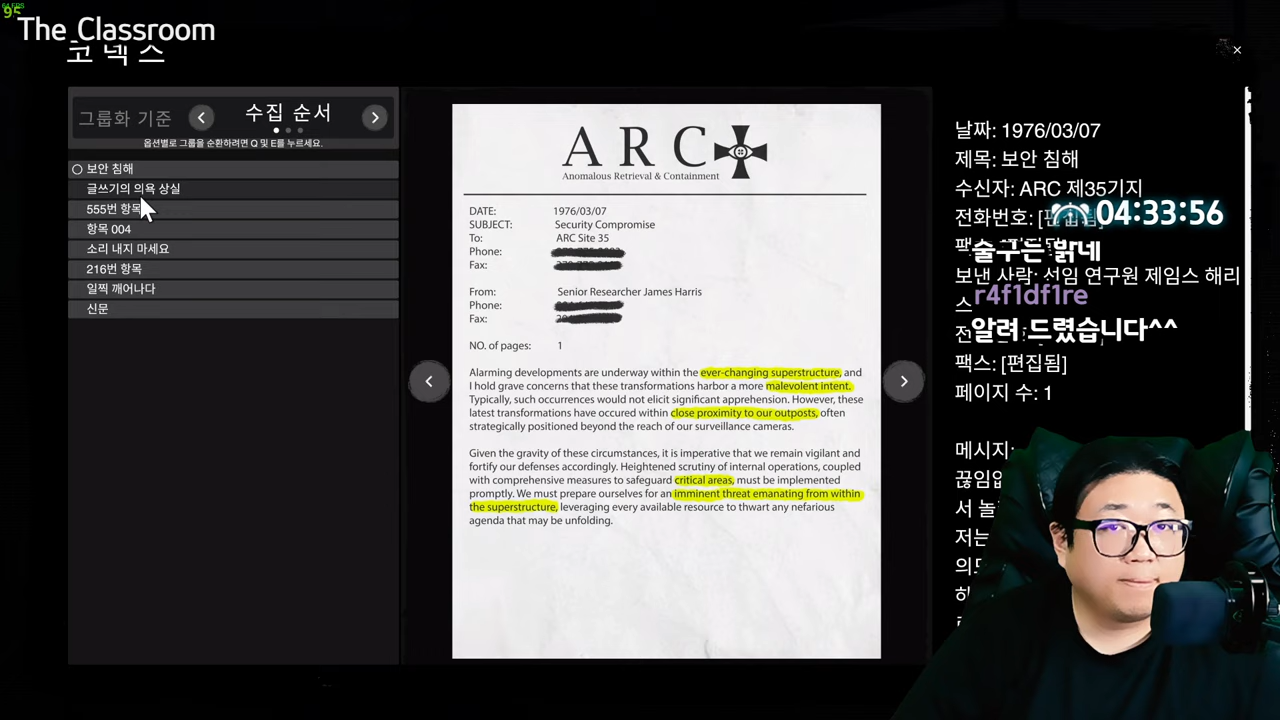 95
The Classroom
코덱스
그룹화 기준
수집 순서
옵션별로 그룹을 순환하려면 Q 및 E를 누르세요.
보안 침해
글쓰기의 의욕 상실
555번 항목
항목 004
소리 내지 마세요
216번 항목
일찍 깨어나다
신문
ARC
Anomalous Retrieval & Containment
DATE: 1976/03/07
SUBJECT: Security Compromise
To: ARC Site 35
Phone:
Fax:
From: Senior Researcher James Harris
Phone:
Fax:
NO. of pages: 1
Alarming developments are underway within the ever-changing superstructure, and
I hold grave concerns that these transformations harbor a more malevolent intent.
Typically, such occurrences would not elicit significant apprehension. However, these
latest transformations have occured within close proximity to our outposts, often
strategically positioned beyond the reach of our surveillance cameras.
Given the gravity of these circumstances, it is imperative that we remain vigilant and
fortify our defenses accordingly. Heightened scrutiny of internal operations, coupled
with comprehensive measures to safeguard critical areas, must be implemented
promptly. We must prepare ourselves for an imminent threat emanating from within
the superstructure, leveraging every available resource to thwart any nefarious
agenda that may be unfolding.
날짜: 1976/03/07
제목: 보안 침해
수신자: ARC 제35기지
전화번호:
04:33:56
술구는 밝네
보낸 사람: 선임 연구원 제임스 해리
스
r4f1df1re
알려 드렸습니다^^
팩스: [편집됨]
페이지 수: 1
메시지:
서
저는